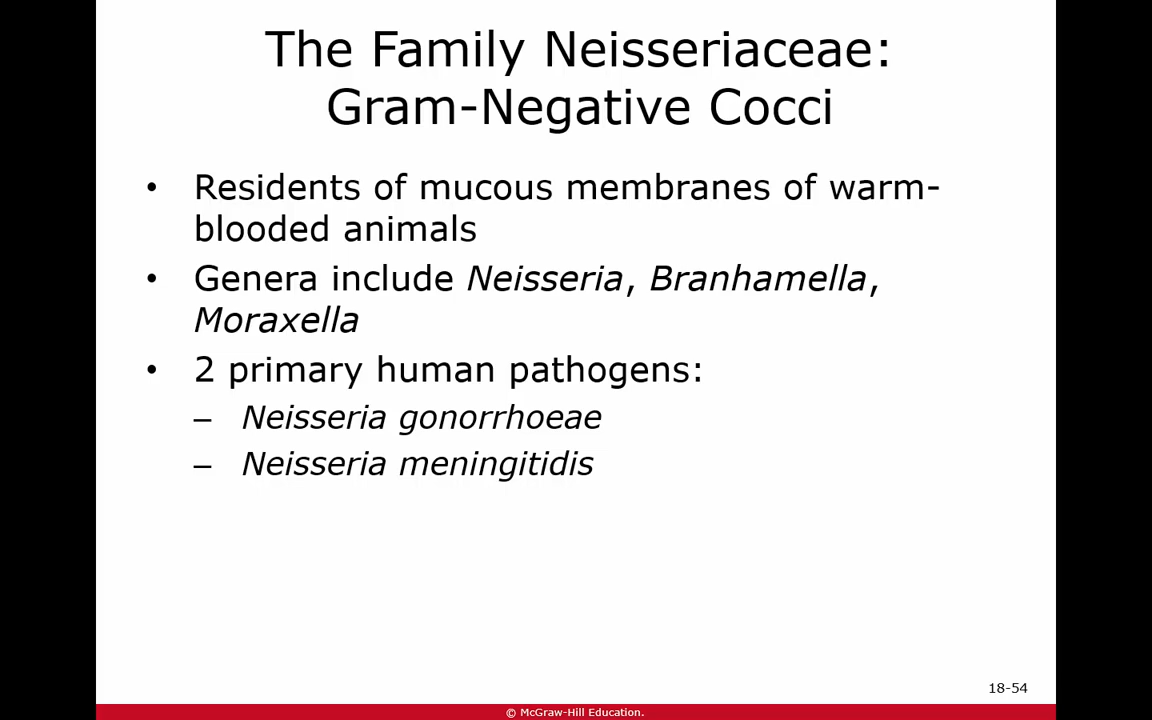 The Family Neisseriaceae:
Gram-Negative Cocci
• Residents of mucous membranes of warm-
blooded animals
• Genera include Neisseria, Branhamella,
Moraxella
• 2 primary human pathogens:
– Neisseria gonorrhoeae
– Neisseria meningitidis
18-54
© McGraw-Hill Education.